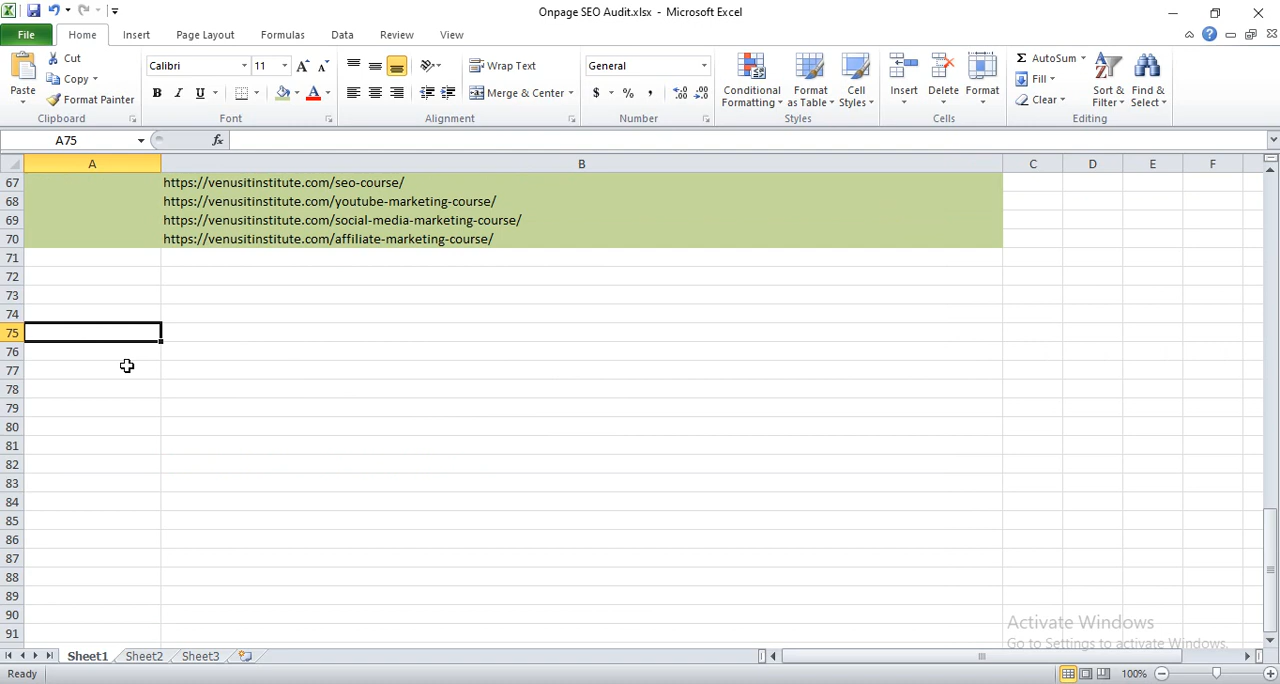 Onpage SEO Audit.xlsx - Microsoft Excel
File Home Insert Page Layout Formulas Data Review View
Paste
Cut
Copy
Format Painter
Clipboard
Calibri 11
B I U
Font
Wrap Text
Merge & Center
Alignment
General
$ % ,
Number
Conditional Formatting
Format as Table
Cell Styles
Styles
Insert Delete Format
Cells
Σ AutoSum
Fill
Clear
Sort & Filter
Find & Select
Editing
A75 fx
A B C D E F
67 https://venusitinstitute.com/seo-course/
68 https://venusitinstitute.com/youtube-marketing-course/
69 https://venusitinstitute.com/social-media-marketing-course/
70 https://venusitinstitute.com/affiliate-marketing-course/
71
72
73
74
75
76
77
78
79
80
81
82
83
84
85
86
87
88
89
90
91
Activate Windows
Go to Settings to activate Windows.
Sheet1 Sheet2 Sheet3
Ready 100%